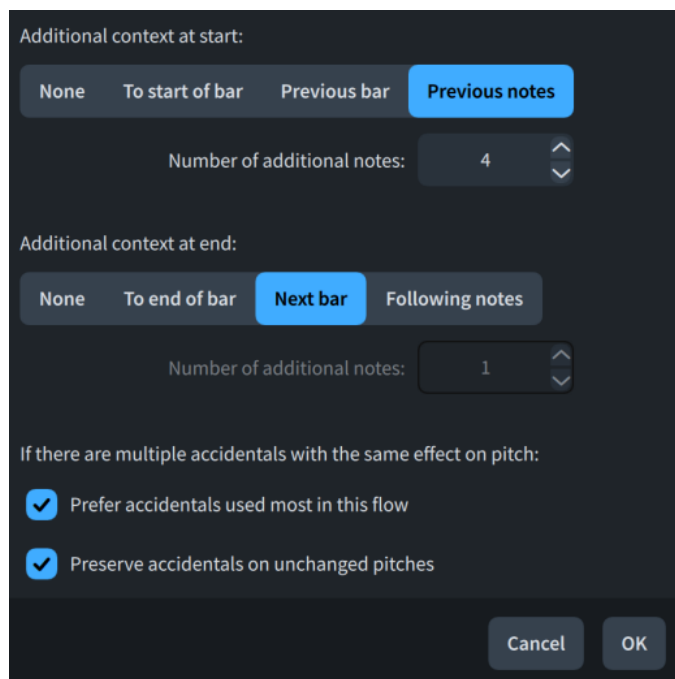 Additional context at start:
None To start of bar Previous bar Previous notes
Number of additional notes: 4
Additional context at end:
None To end of bar Next bar Following notes
Number of additional notes: 1
If there are multiple accidentals with the same effect on pitch:
Prefer accidentals used most in this flow
Preserve accidentals on unchanged pitches
Cancel OK